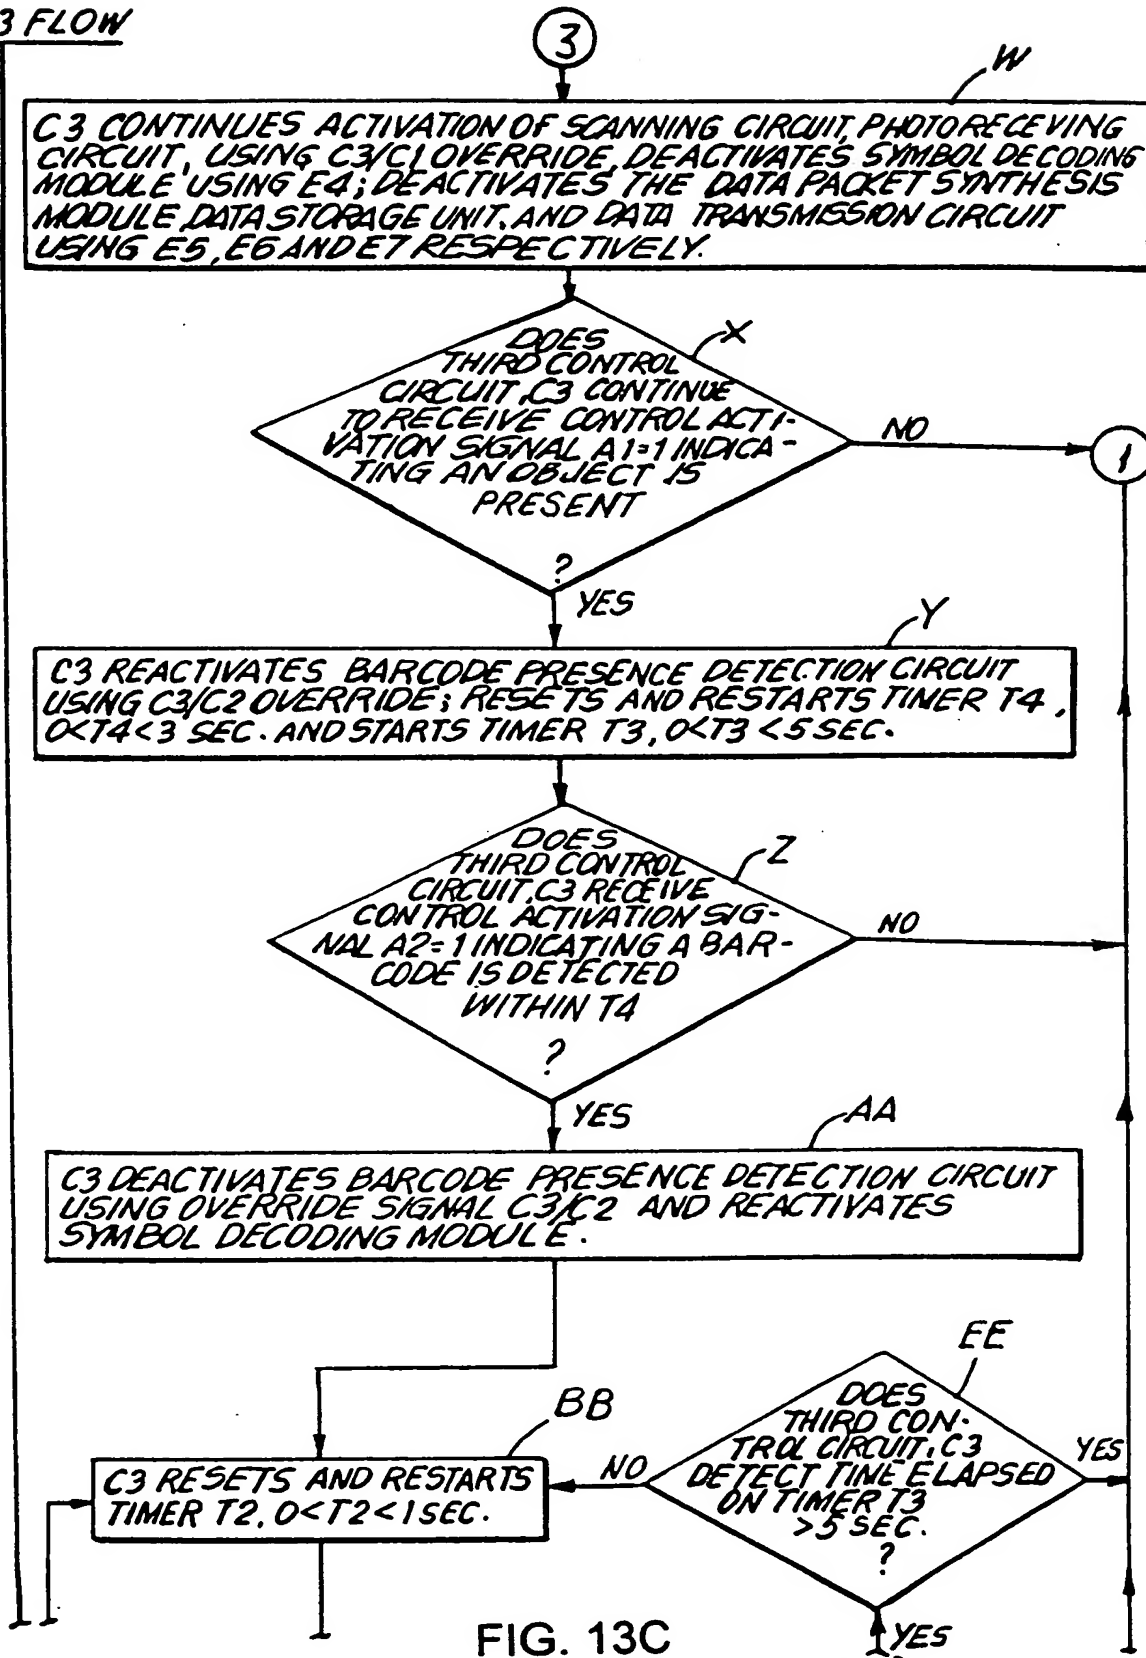 3 FLOW
3
W
C3 CONTINUES ACTIVATION OF SCANNING CIRCUIT, PHOTORECEVING
CIRCUIT, USING C3/C1 OVERRIDE, DEACTIVATES SYMBOL DECODING
MODULE USING E4; DEACTIVATES THE DATA PACKET SYNTHESIS
MODULE, DATA STORAGE UNIT, AND DATA TRANSMISSION CIRCUIT
USING E5, E6 AND E7 RESPECTIVELY.
X
DOES
THIRD CONTROL
CIRCUIT, C3 CONTINUE
TO RECEIVE CONTROL ACTI-
VATION SIGNAL A1=1 INDICA-
TING AN OBJECT IS
PRESENT
?
NO
1
YES
Y
C3 REACTIVATES BARCODE PRESENCE DETECTION CIRCUIT
USING C3/C2 OVERRIDE; RESETS AND RESTARTS TIMER T4,
0<T4<3 SEC. AND STARTS TIMER T3, 0<T3<5 SEC.
Z
DOES
THIRD CONTROL
CIRCUIT, C3 RECEIVE
CONTROL ACTIVATION SIG-
NAL A2=1 INDICATING A BAR-
CODE IS DETECTED
WITHIN T4
?
NO
YES
AA
C3 DEACTIVATES BARCODE PRESENCE DETECTION CIRCUIT
USING OVERRIDE SIGNAL C3/C2 AND REACTIVATES
SYMBOL DECODING MODULE.
EE
DOES
THIRD CON-
TROL CIRCUIT, C3
DETECT TIME ELAPSED
ON TIMER T3
>5 SEC.
?
YES
NO
BB
C3 RESETS AND RESTARTS
TIMER T2, 0<T2<1 SEC.
YES
FIG. 13C